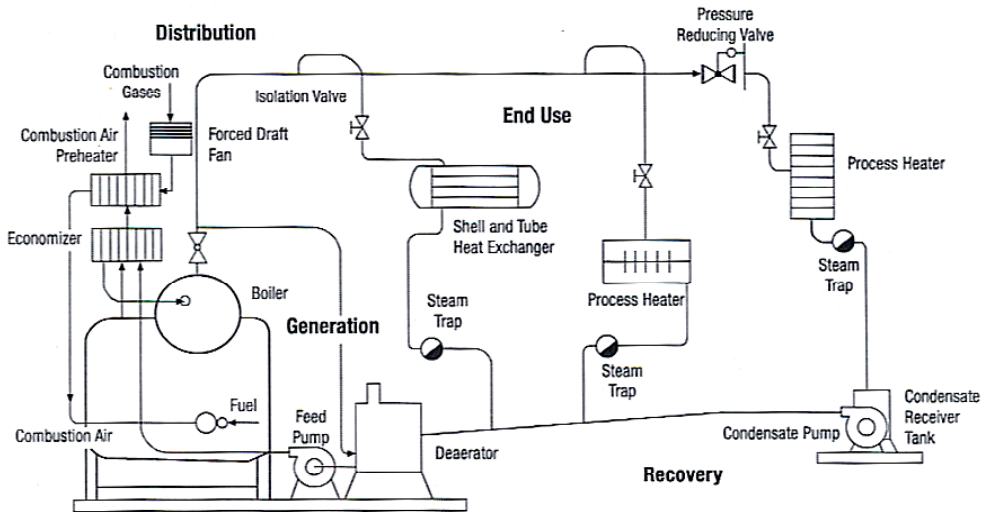 Pressure
Reducing Valve
Distribution
Combustion
Gases
Isolation Valve
End Use
Combustion Air
Preheater
Forced Draft
Fan
Process Heater
Economizer
Shell and Tube
Heat Exchanger
Steam
Trap
Boiler
Process Heater
Generation
Steam
Trap
Steam
Trap
Fuel
Feed
Pump
Combustion Air
Deaerator
Condensate Pump
Condensate
Receiver
Tank
Recovery